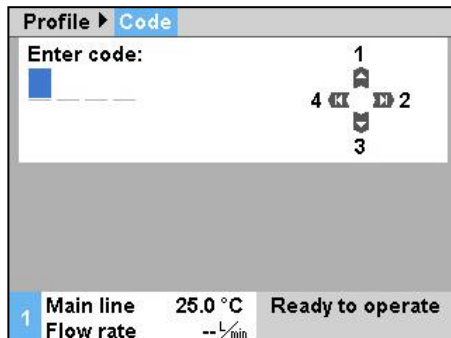 Profile ▶ Code
Enter code:
1
4 2
3
1 Main line 25.0 °C Ready to operate
Flow rate -- L/min